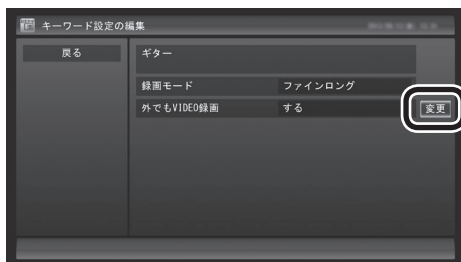 キーワード設定の編集
戻る
ギター
録画モード ファインロング
外でもVIDEO録画 する 変更